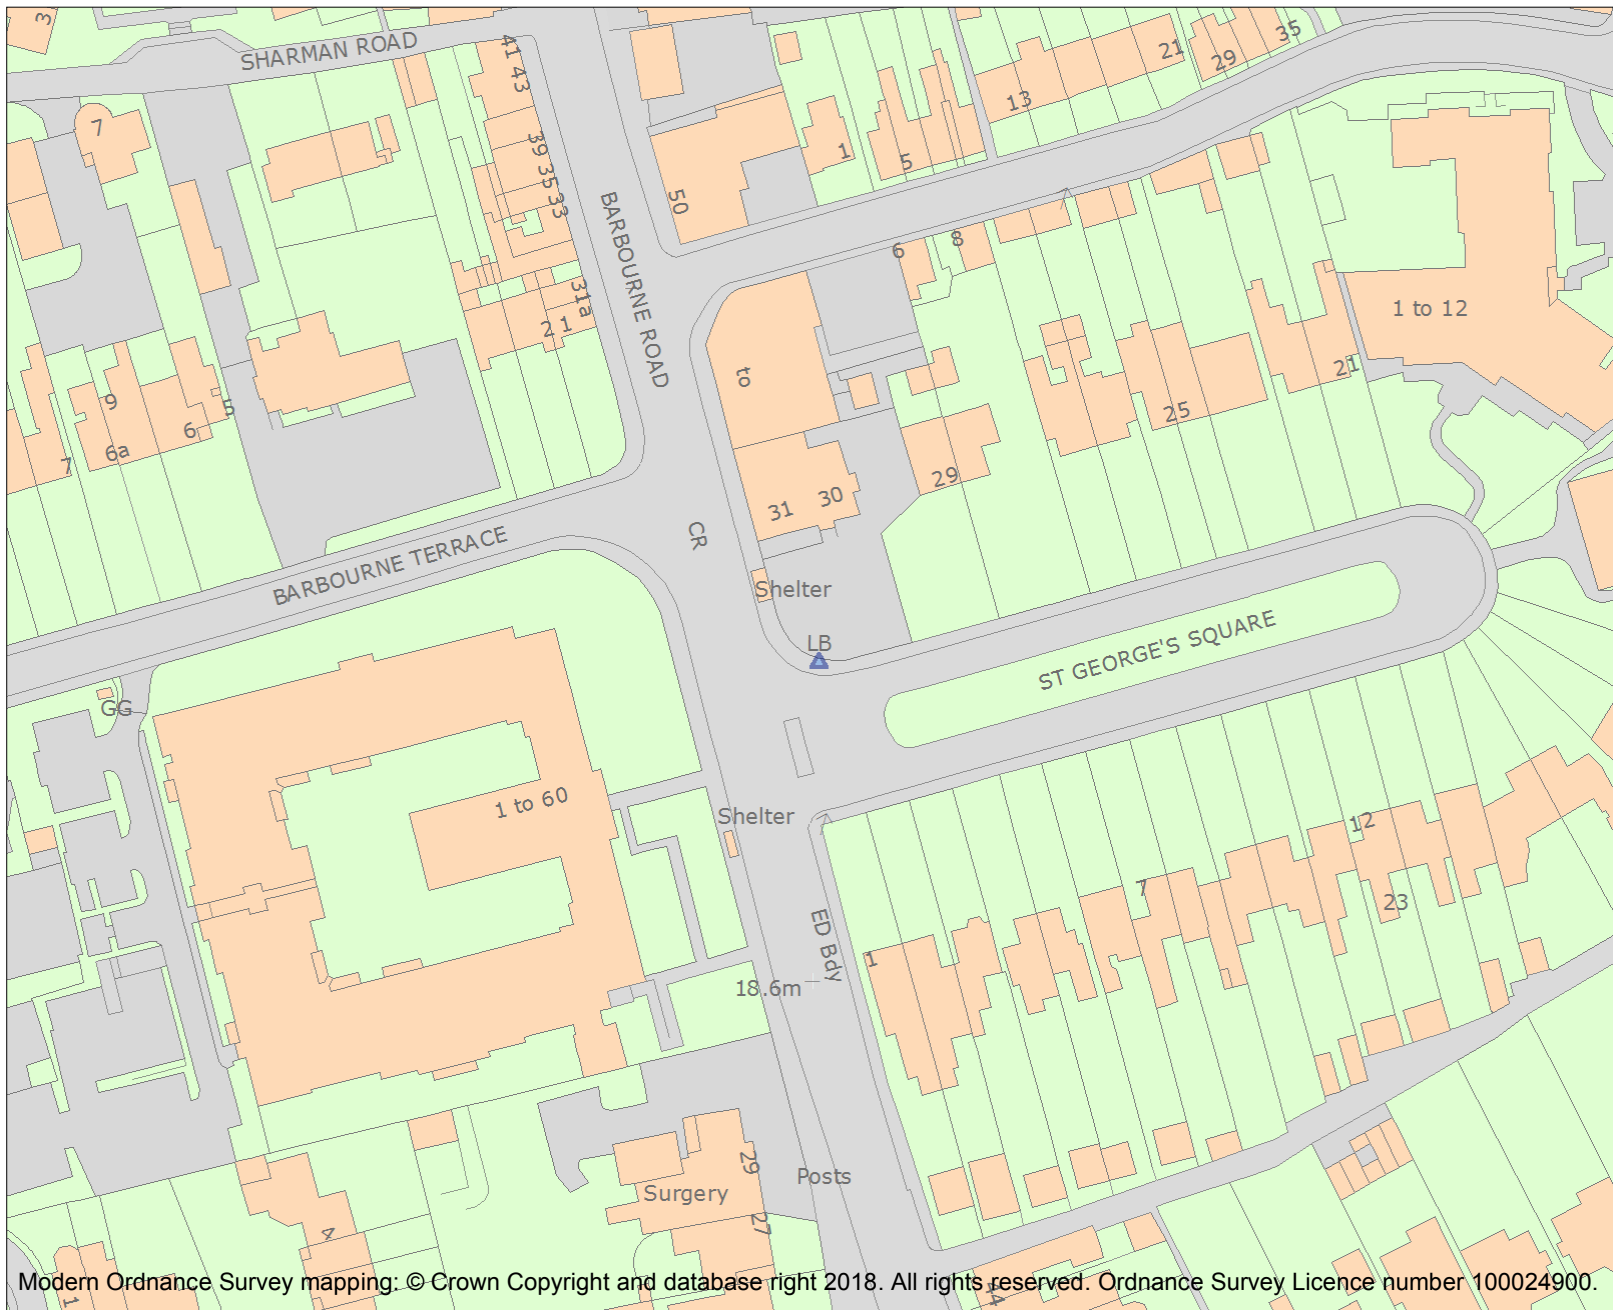 3
SHARMAN ROAD
41 43
21
29
35
13
7
39 35 33
1
5
50
BARBOURNE ROAD
6
8
31a
2 1
1 to 12
to
21
9
5
6
6a
7
25
29
31
30
CR
BARBOURNE TERRACE
Shelter
LB
ST GEORGE'S SQUARE
GG
1 to 60
Shelter
12
7
23
ED Bdy
1
18.6m
29
Posts
Surgery
27
4
1
44
Modern Ordnance Survey mapping: © Crown Copyright and database right 2018. All rights reserved. Ordnance Survey Licence number 100024900.